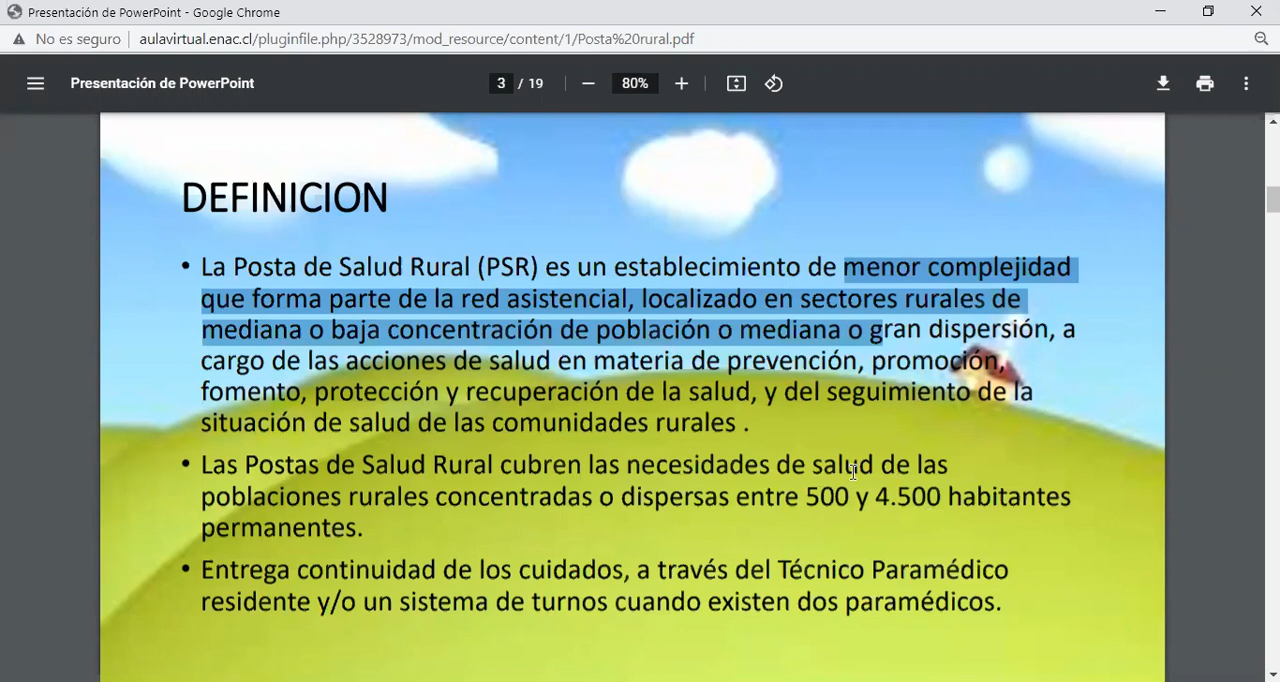 Presentación de PowerPoint - Google Chrome
No es seguro | aulavirtual.enac.cl/pluginfile.php/3528973/mod_resource/content/1/Posta%20rural.pdf
Presentación de PowerPoint 3 / 19 80%
DEFINICION
• La Posta de Salud Rural (PSR) es un establecimiento de menor complejidad
que forma parte de la red asistencial, localizado en sectores rurales de
mediana o baja concentración de población o mediana o gran dispersión, a
cargo de las acciones de salud en materia de prevención, promoción,
fomento, protección y recuperación de la salud, y del seguimiento de la
situación de salud de las comunidades rurales .
• Las Postas de Salud Rural cubren las necesidades de salud de las
poblaciones rurales concentradas o dispersas entre 500 y 4.500 habitantes
permanentes.
• Entrega continuidad de los cuidados, a través del Técnico Paramédico
residente y/o un sistema de turnos cuando existen dos paramédicos.